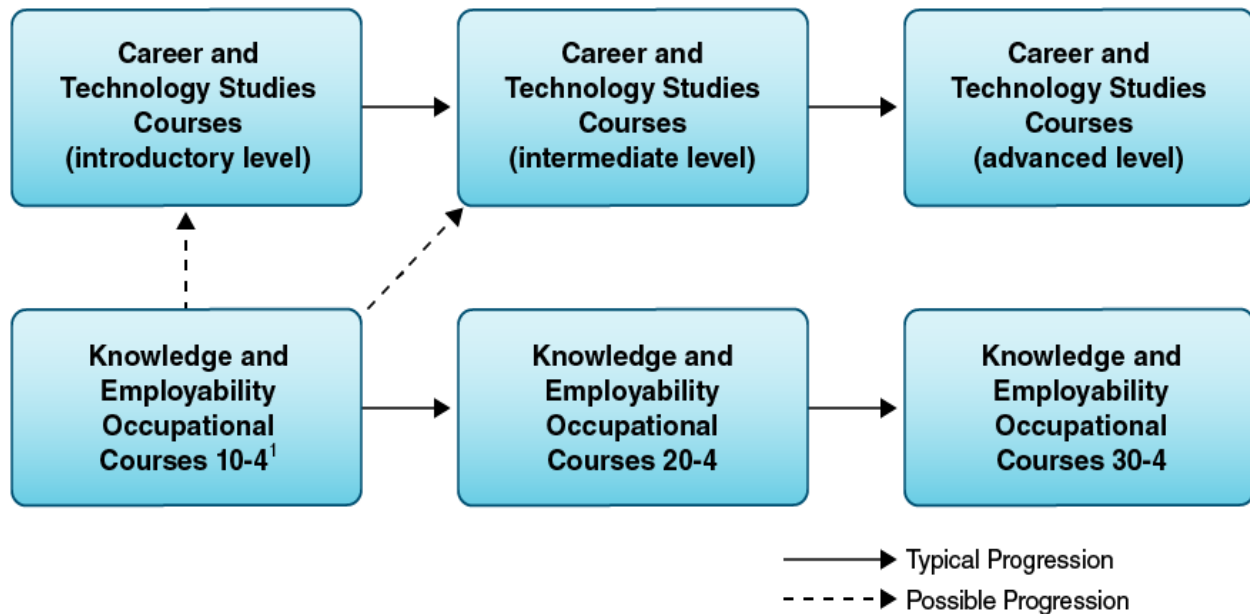 Career and
Technology Studies
Courses
(introductory level)
Career and
Technology Studies
Courses
(intermediate level)
Career and
Technology Studies
Courses
(advanced level)
Knowledge and
Employability
Occupational
Courses 10-4¹
Knowledge and
Employability
Occupational
Courses 20-4
Knowledge and
Employability
Occupational
Courses 30-4
Typical Progression
Possible Progression